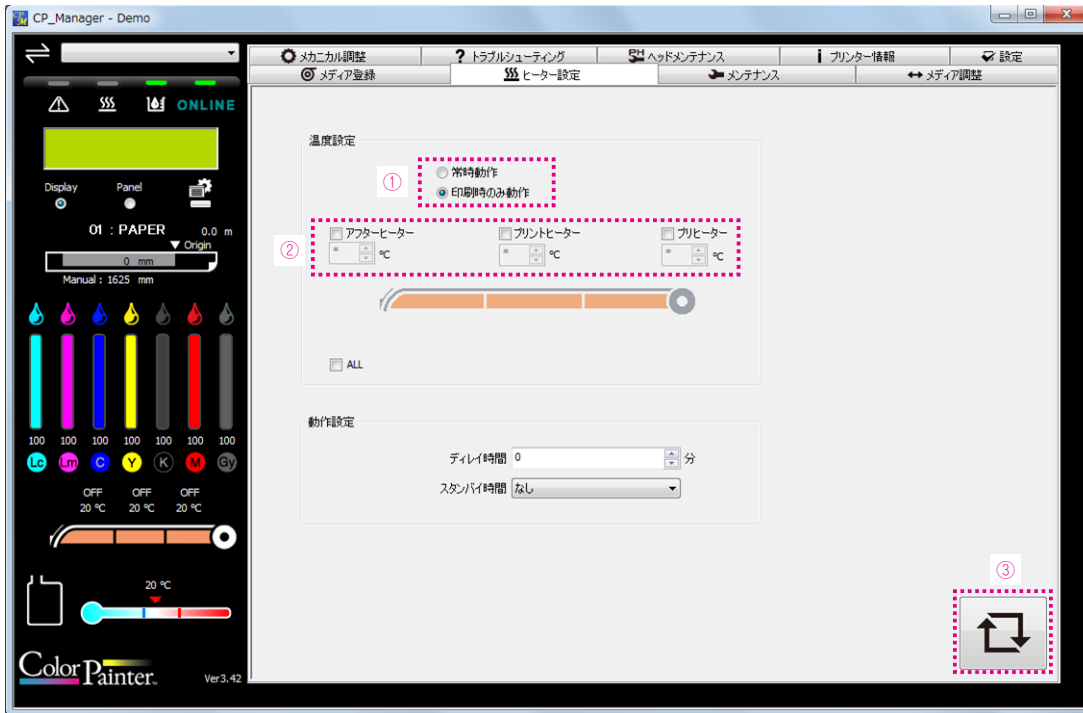 CP_Manager - Demo
メカニカル調整 ? トラブルシューティング PH ヘッドメンテナンス i プリンター情報 設定
メディア登録 ヒーター設定 メンテナンス メディア調整
ONLINE
Display Panel
01 : PAPER 0.0 m
Origin
0 mm
Manual : 1625 mm
100 100 100 100 100 100 100
Lc Lm C Y K M Gy
OFF OFF OFF
20 ℃ 20 ℃ 20 ℃
20 ℃
Color Painter™ Ver3.42
温度設定
①
常時動作
印刷時のみ動作
②
アフターヒーター プリントヒーター プリヒーター
* ℃ * ℃ * ℃
ALL
動作設定
ディレイ時間 0 分
スタンバイ時間 なし
③